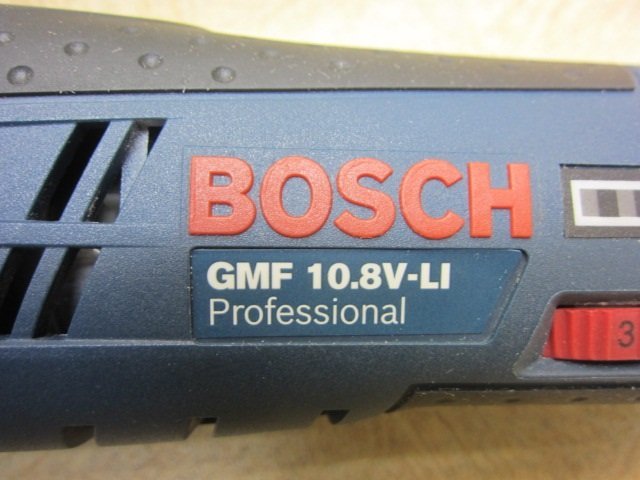 BOSCH
GMF 10.8V-LI
Professional
3